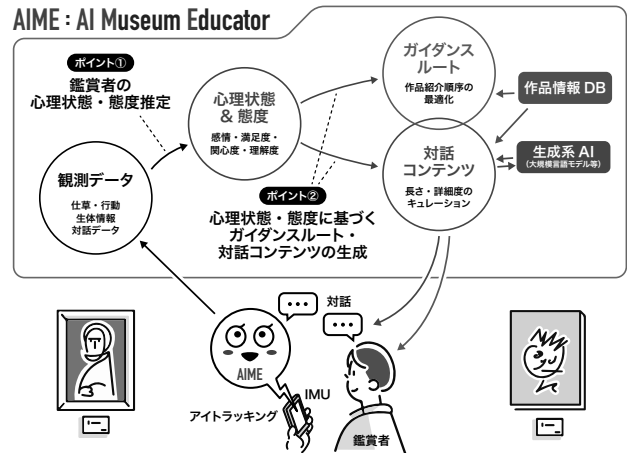 AIME : AI Museum Educator
ポイント①
鑑賞者の
心理状態・態度推定
観測データ
仕草・行動
生体情報
対話データ
心理状態
& 態度
感情・満足度・
関心度・理解度
ポイント②
心理状態・態度に基づく
ガイダンスルート・
対話コンテンツの生成
ガイダンス
ルート
作品紹介順序の
最適化
対話
コンテンツ
長さ・詳細度の
キュレーション
作品情報 DB
生成系 AI
(大規模言語モデル等)
対話
AIME
IMU
アイトラッキング
鑑賞者